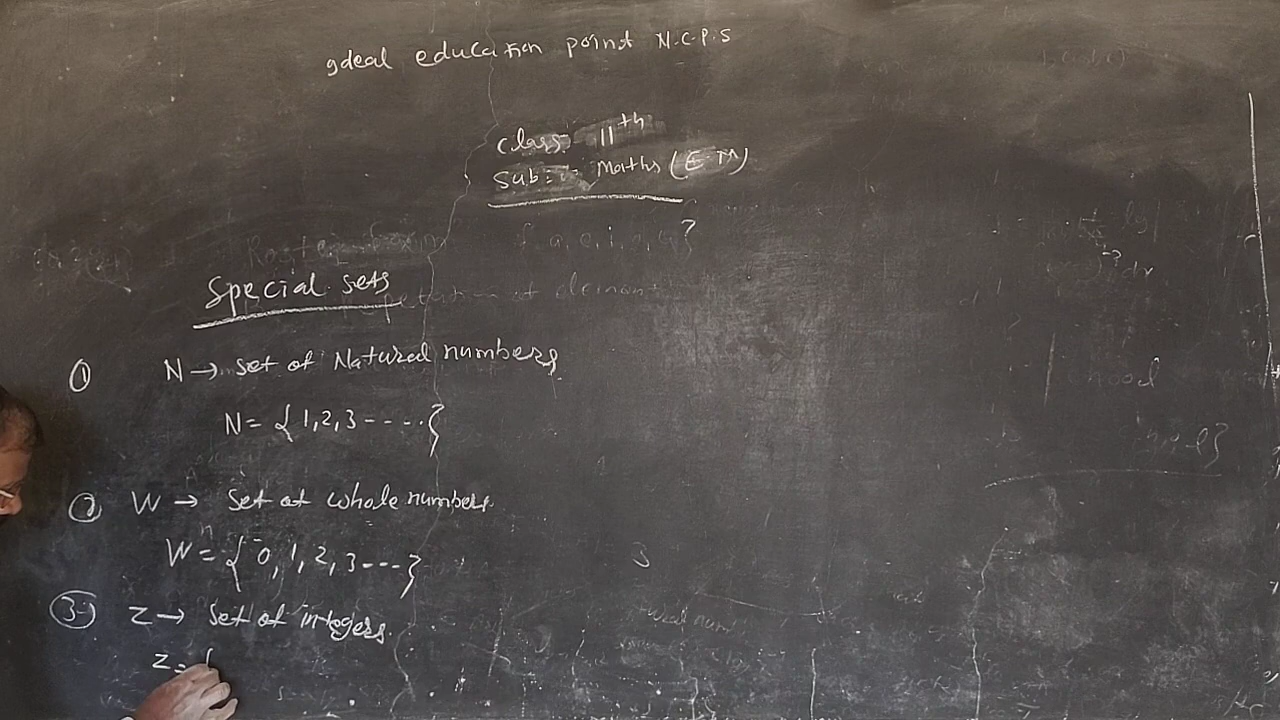 gdeal education point N.C.P.S
Class: 11th
Sub:- Maths (E.M)
Special sets
① N → set of Natural numbers
N = { 1, 2, 3 - - - - }
② W → Set of whole numbers
W = { 0, 1, 2, 3 --- }
③ Z → Set of integers.
Z = {